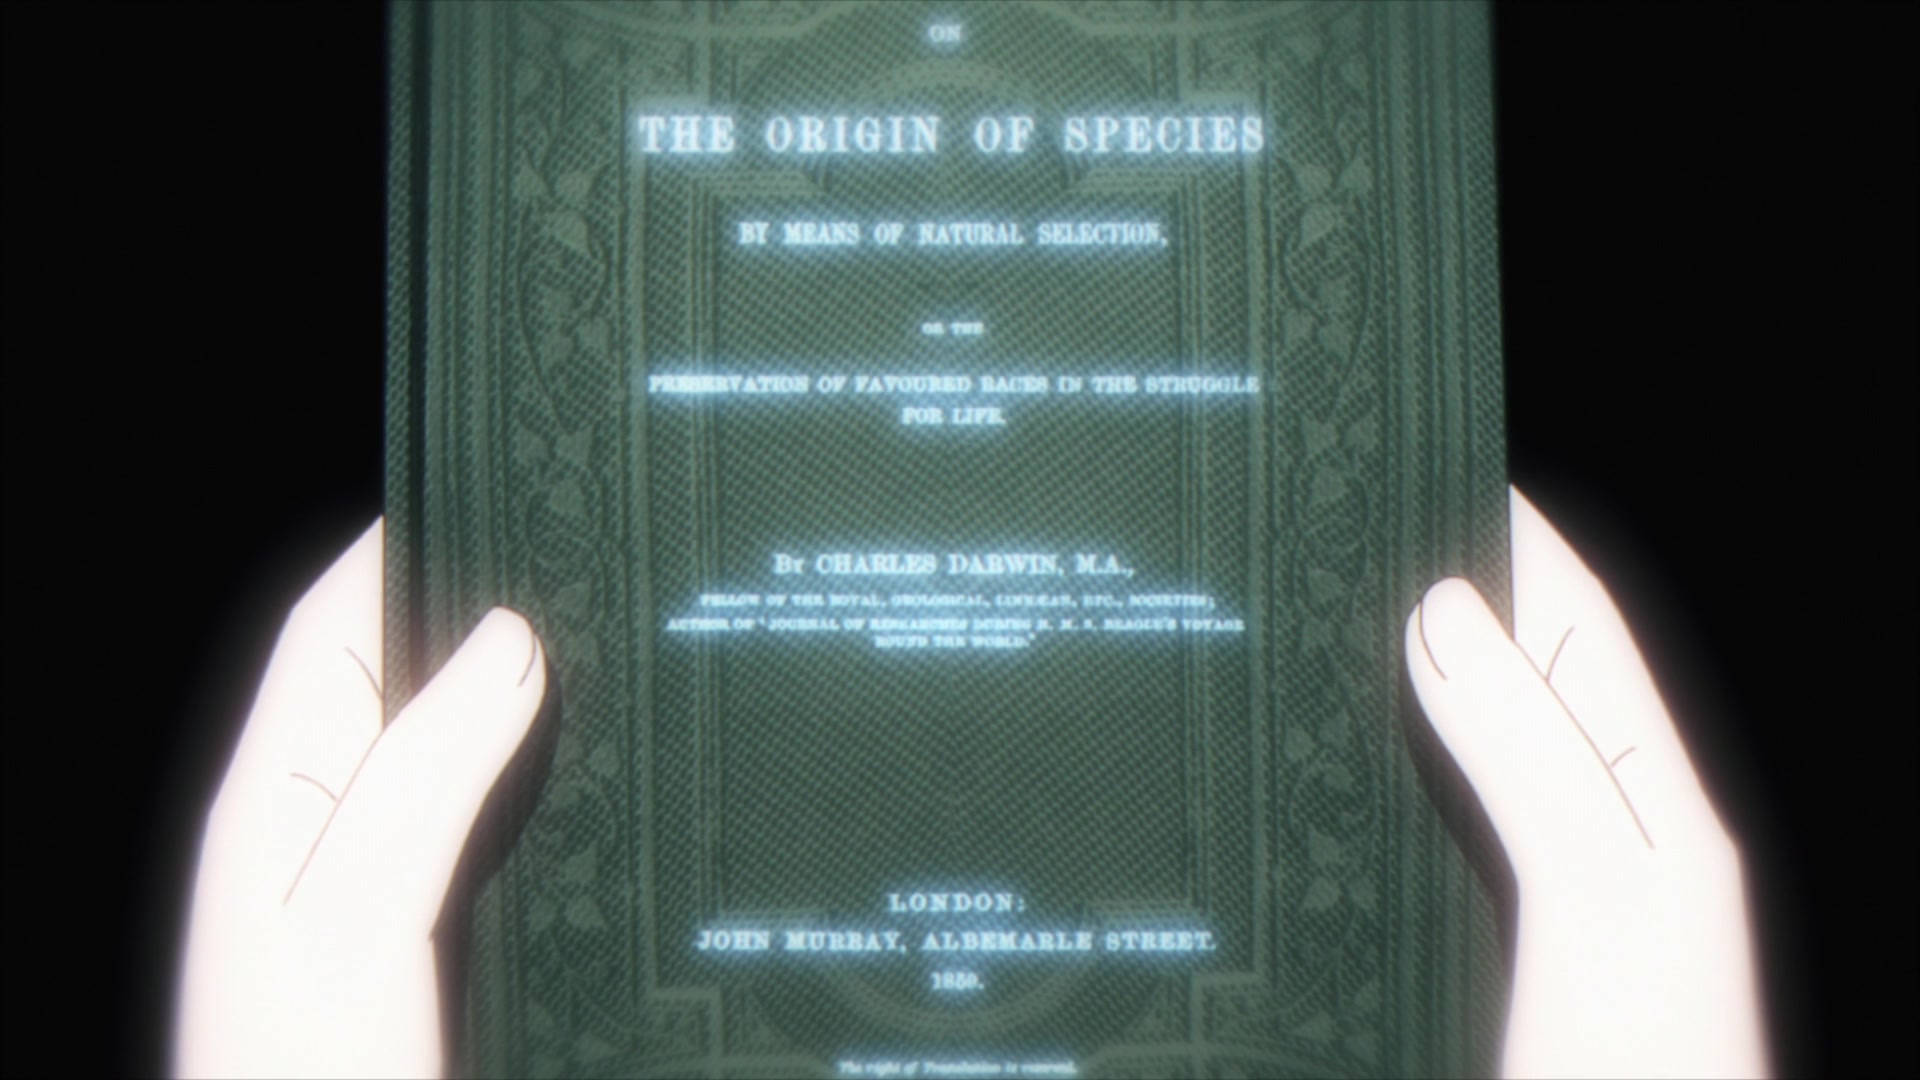 ON
THE ORIGIN OF SPECIES
BY MEANS OF NATURAL SELECTION,
OR THE
PRESERVATION OF FAVOURED RACES IN THE STRUGGLE
FOR LIFE.
By CHARLES DARWIN, M.A.,
FELLOW OF THE ROYAL, GEOLOGICAL, LINNÆAN, ETC., SOCIETIES;
AUTHOR OF 'JOURNAL OF RESEARCHES DURING H. M. S. BEAGLE'S VOYAGE
ROUND THE WORLD.'
LONDON:
JOHN MURRAY, ALBEMARLE STREET.
1859.
The right of Translation is reserved.